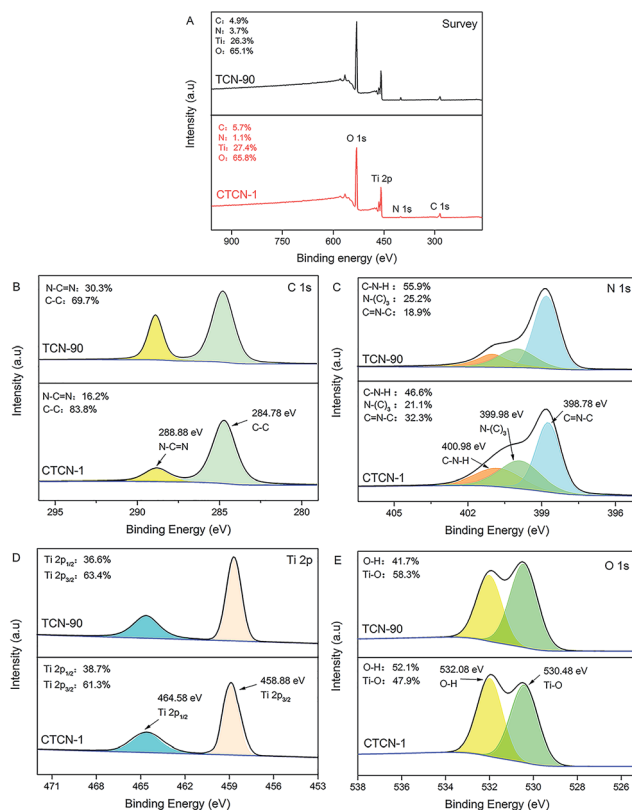 A
C: 4.9%
N: 3.7%
Ti: 26.3%
O: 65.1%
Survey
TCN-90
C: 5.7%
N: 1.1%
Ti: 27.4%
O: 65.8%
O 1s
Ti 2p
N 1s
C 1s
CTCN-1
Intensity (a.u)
900 750 600 450 300
Binding energy (eV)
B
N-C=N: 30.3%
C-C: 69.7%
C 1s
TCN-90
N-C=N: 16.2%
C-C: 83.8%
288.88 eV
N-C=N
284.78 eV
C-C
CTCN-1
Intensity (a.u)
295 290 285 280
Binding Energy (eV)
C
C-N-H: 55.9%
N-(C)₃: 25.2%
C=N-C: 18.9%
N 1s
TCN-90
C-N-H: 46.6%
N-(C)₃: 21.1%
C=N-C: 32.3%
400.98 eV
C-N-H
399.98 eV
N-(C)₃
398.78 eV
C=N-C
CTCN-1
Intensity (a.u)
405 402 399 396
Binding Energy (eV)
D
Ti 2p₁/₂: 36.6%
Ti 2p₃/₂: 63.4%
Ti 2p
TCN-90
Ti 2p₁/₂: 38.7%
Ti 2p₃/₂: 61.3%
464.58 eV
Ti 2p₁/₂
458.88 eV
Ti 2p₃/₂
CTCN-1
Intensity (a.u)
471 465 459 453
Binding Energy (eV)
E
O-H: 41.7%
Ti-O: 58.3%
O 1s
TCN-90
O-H: 52.1%
Ti-O: 47.9%
532.08 eV
O-H
530.48 eV
Ti-O
CTCN-1
Intensity (a.u)
538 536 534 532 530 528 526
Binding Energy (eV)